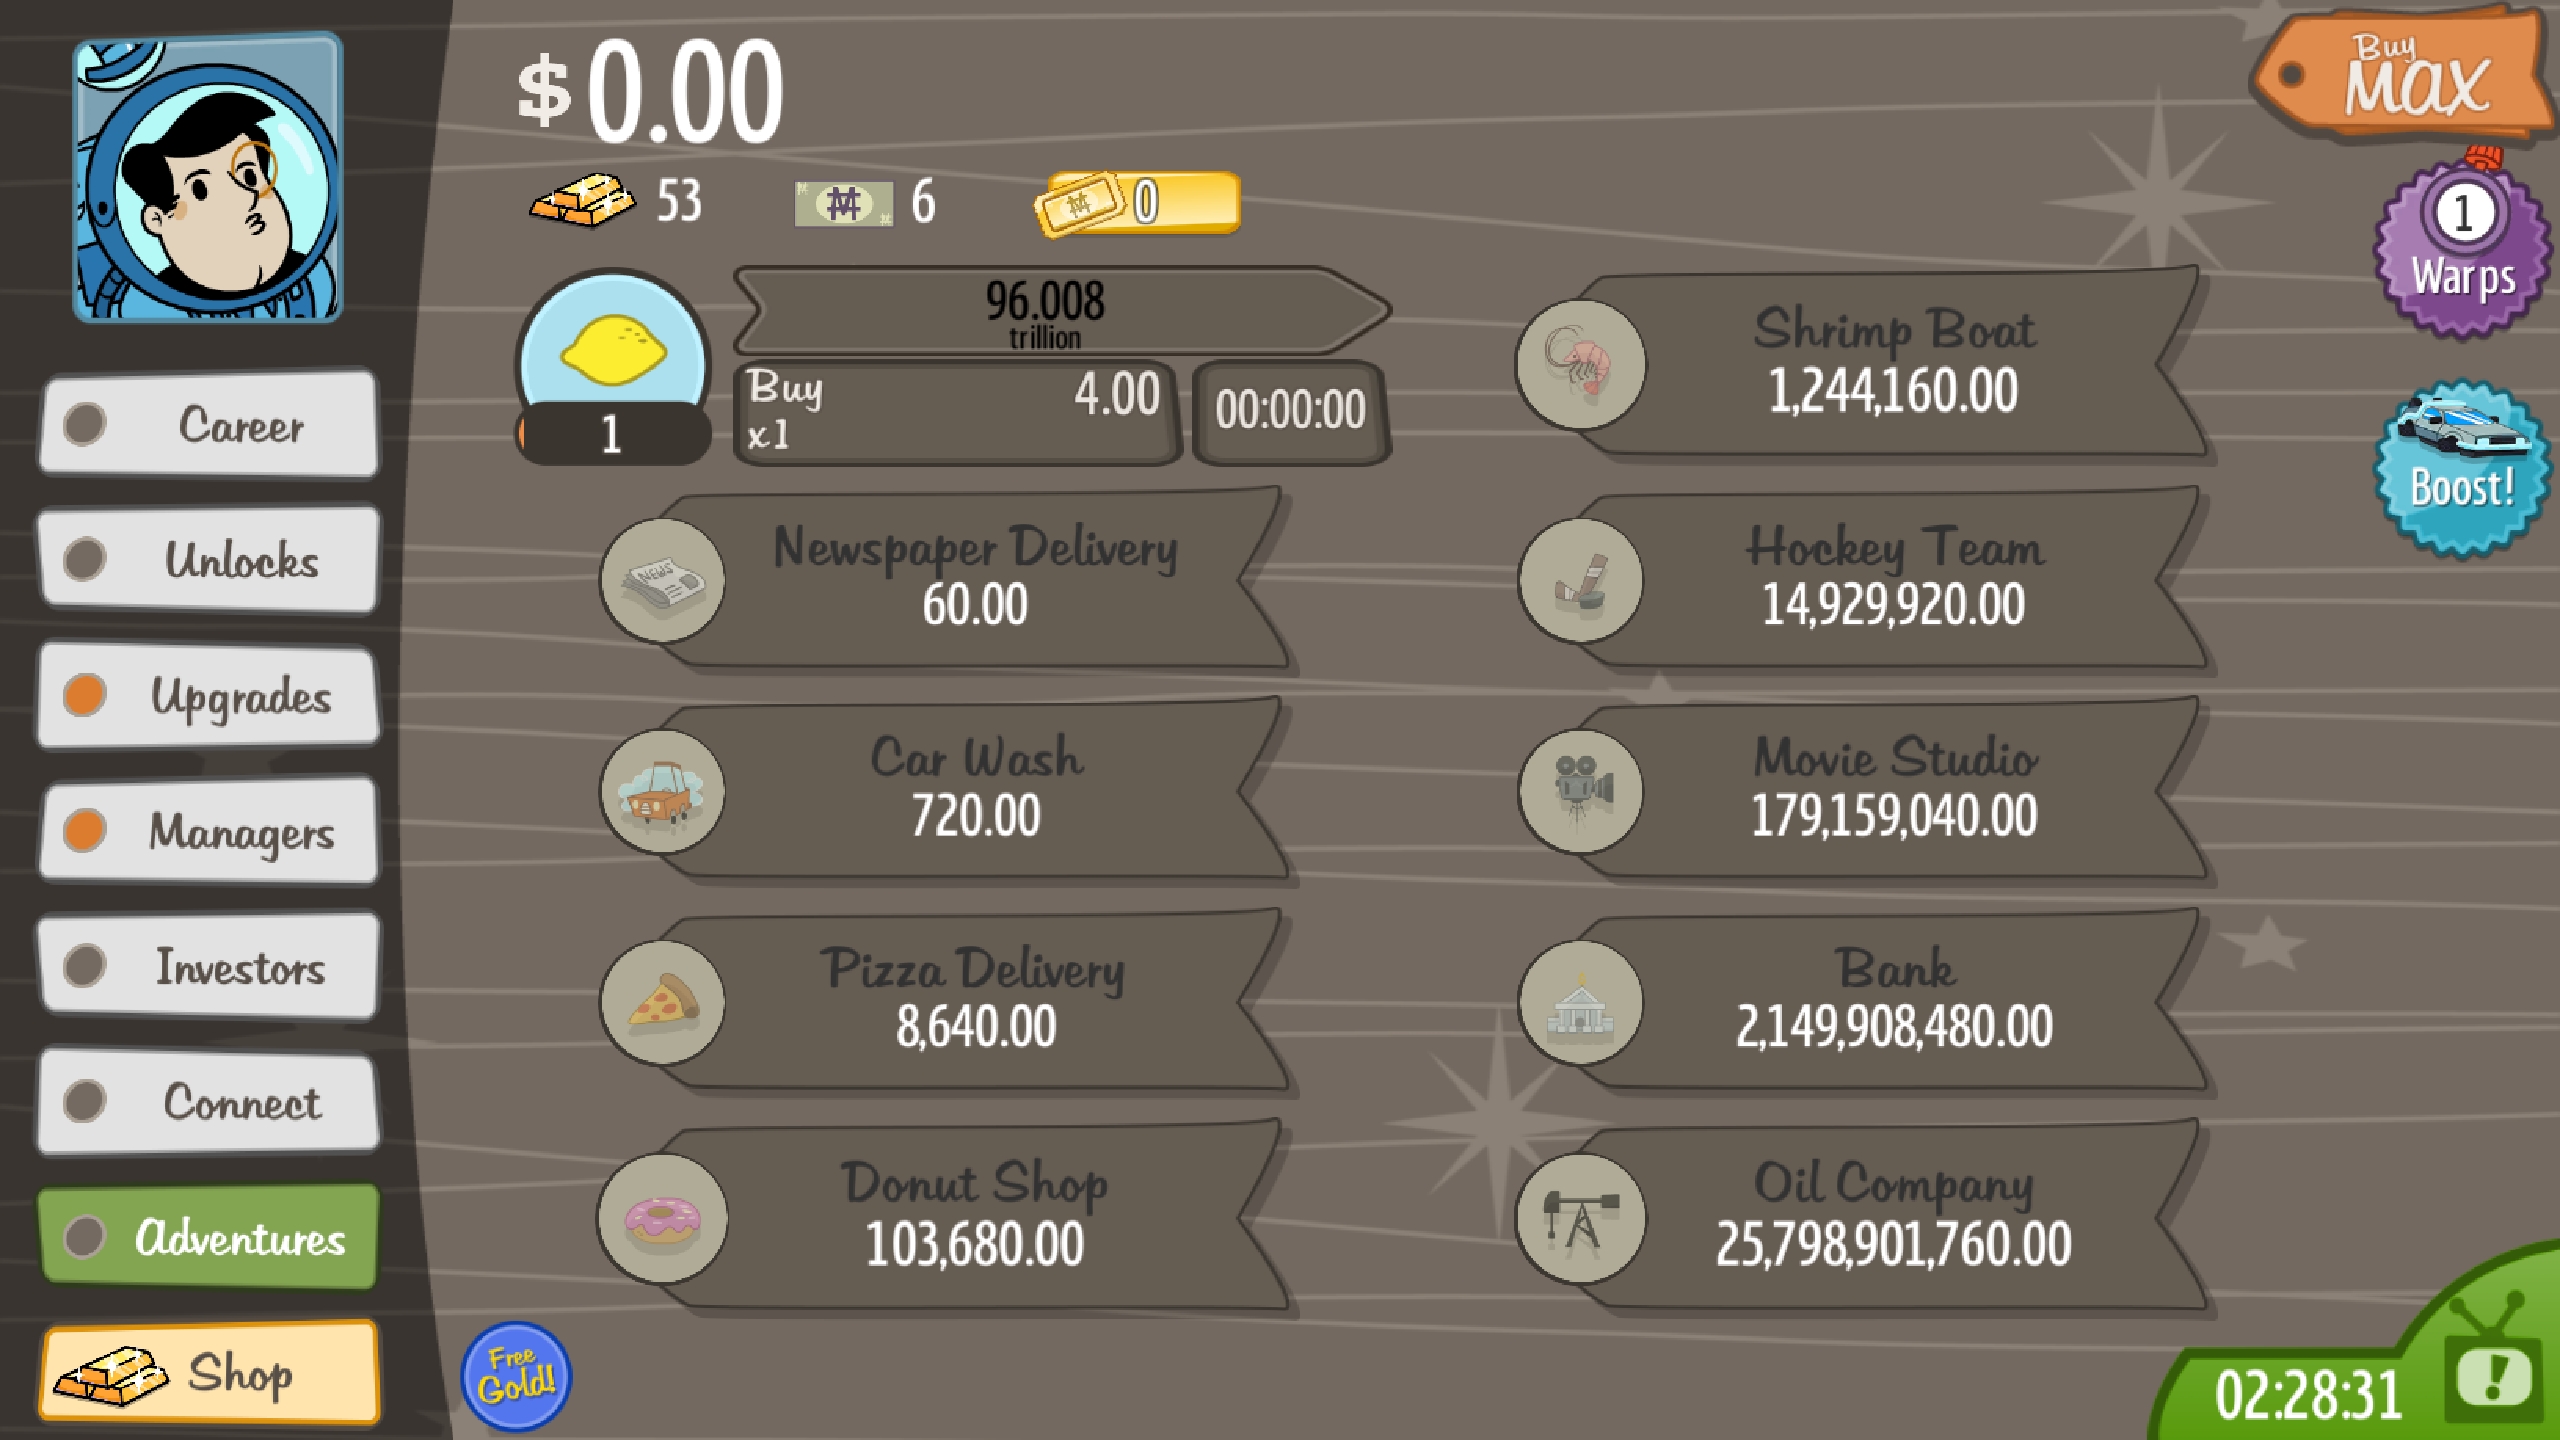 $0.00
Buy
MAX
53
6
0
1
Warps
Boost!
Career
Unlocks
Upgrades
Managers
Investors
Connect
Adventures
Shop
96.008
trillion
1
Buy
x1
4.00
00:00:00
Newspaper Delivery
60.00
NEWS
Car Wash
720.00
Pizza Delivery
8,640.00
Donut Shop
103,680.00
Shrimp Boat
1,244,160.00
Hockey Team
14,929,920.00
Movie Studio
179,159,040.00
Bank
2,149,908,480.00
Oil Company
25,798,901,760.00
Free
Gold!
02:28:31
!